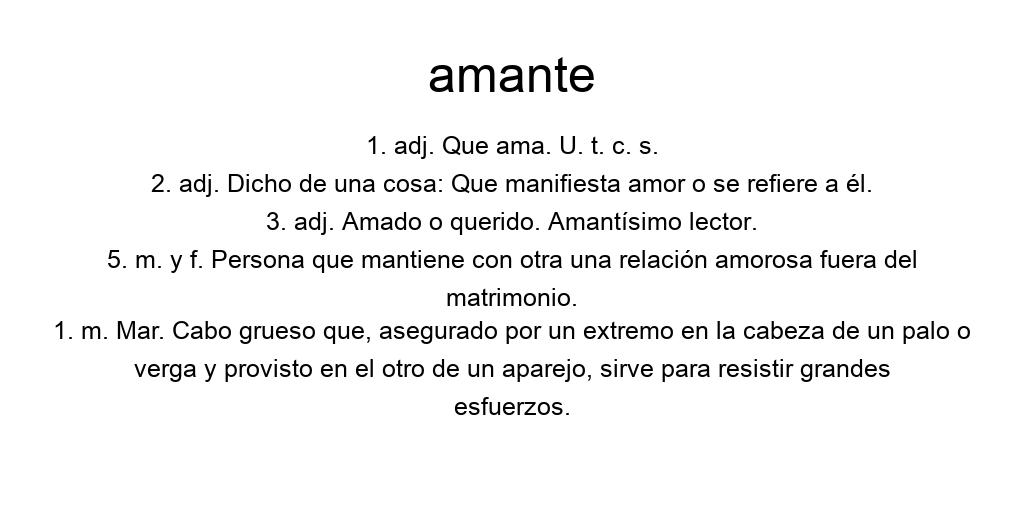 amante
1. adj. Que ama. U. t. c. s.
2. adj. Dicho de una cosa: Que manifiesta amor o se refiere a él.
3. adj. Amado o querido. Amantísimo lector.
5. m. y f. Persona que mantiene con otra una relación amorosa fuera del
matrimonio.
1. m. Mar. Cabo grueso que, asegurado por un extremo en la cabeza de un palo o
verga y provisto en el otro de un aparejo, sirve para resistir grandes
esfuerzos.